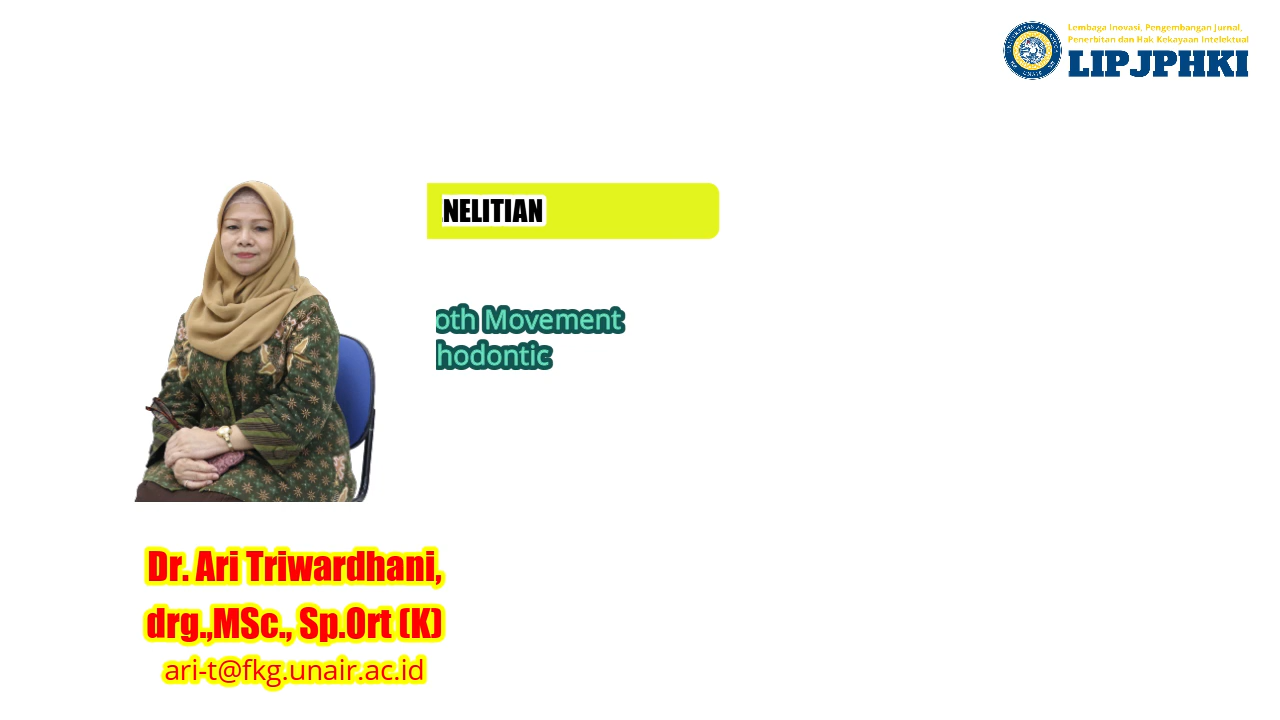 Lembaga Inovasi, Pengembangan Jurnal,
Penerbitan dan Hak Kekayaan Intelektual
LIPJPHKI
UNAIR
NELITIAN
oth Movement
hodontic
Dr. Ari Triwardhani,
drg.,MSc., Sp.Ort (K)
ari-t@fkg.unair.ac.id